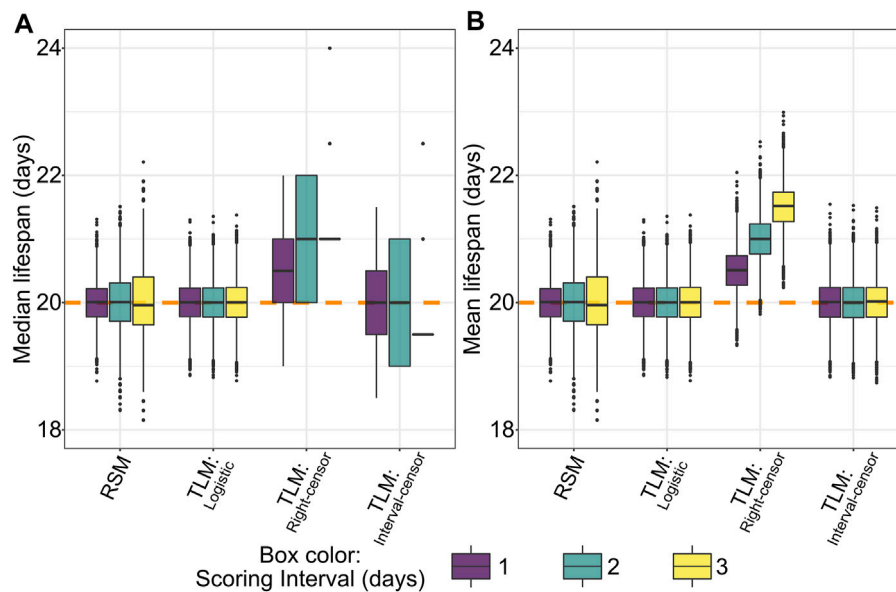 A
24
22
20
18
Median lifespan (days)
RSM
TLM:
Logistic
TLM:
Right-censor
TLM:
Interval-censor
B
24
22
20
18
Mean lifespan (days)
RSM
TLM:
Logistic
TLM:
Right-censor
TLM:
Interval-censor
Box color:
Scoring Interval (days)
1
2
3